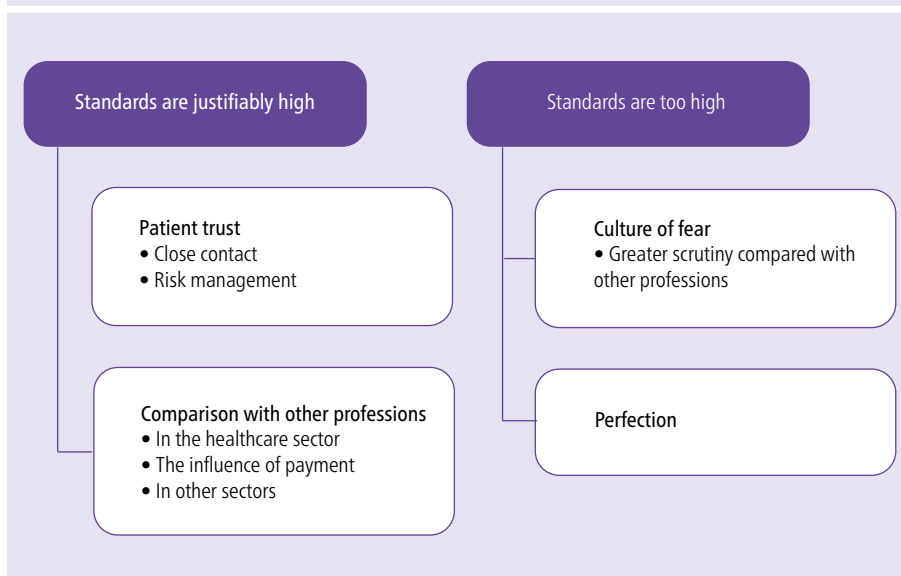 Standards are justifiably high
Patient trust
• Close contact
• Risk management
Comparison with other professions
• In the healthcare sector
• The influence of payment
• In other sectors
Standards are too high
Culture of fear
• Greater scrutiny compared with
other professions
Perfection